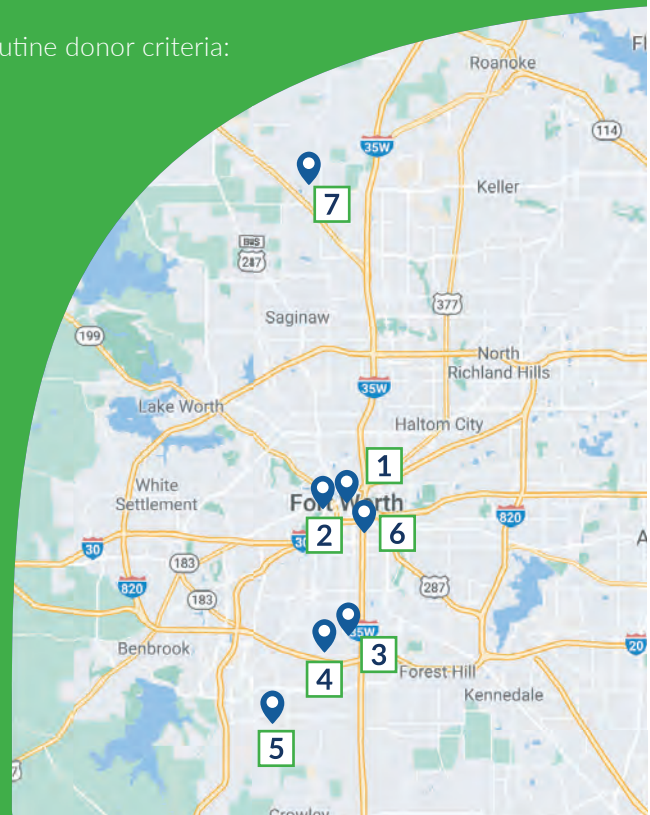 utine donor criteria:
Roanoke
114
35W
Keller
7
BUS
287
377
Saginaw
199
North
Richland Hills
35W
Lake Worth
Haltom City
1
White
Settlement
Fort Worth
820
2
6
30
30
183
820
183
287
35W
3
20
Benbrook
4
Forest Hill
Kennedale
5
Crowley